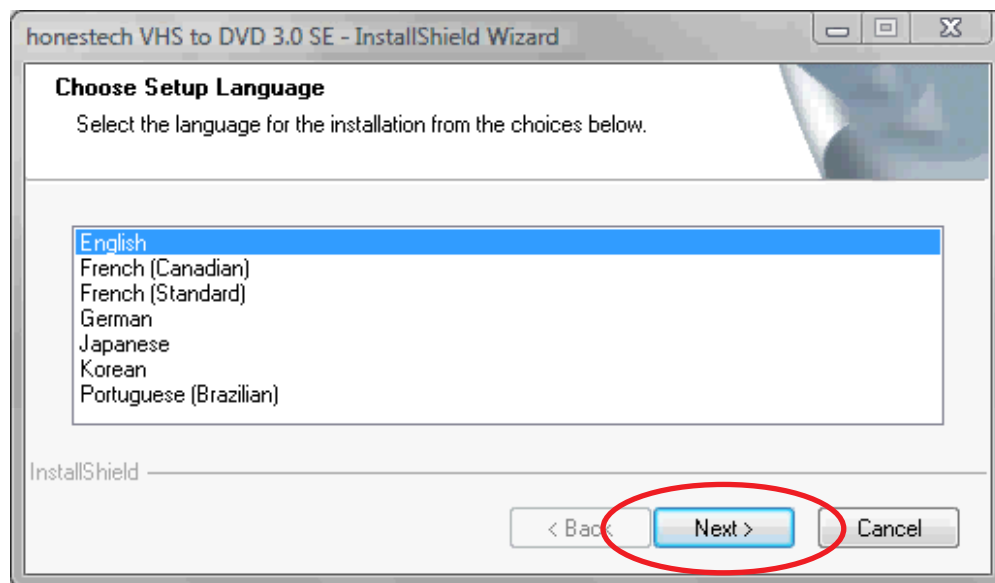 honestech VHS to DVD 3.0 SE - InstallShield Wizard
Choose Setup Language
Select the language for the installation from the choices below.
English
French (Canadian)
French (Standard)
German
Japanese
Korean
Portuguese (Brazilian)
InstallShield
< Back Next > Cancel